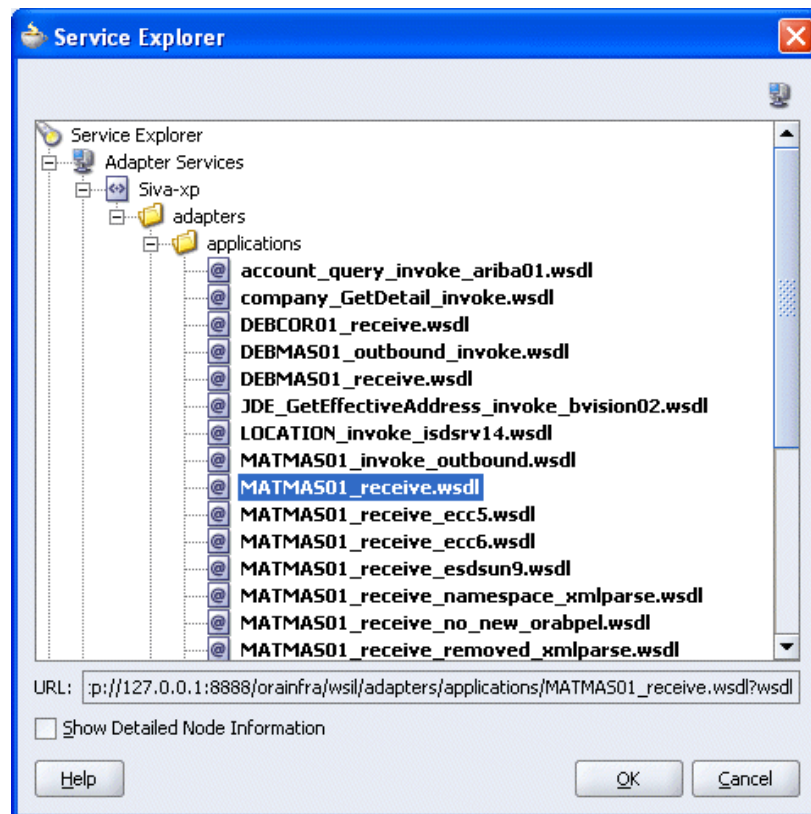 Service Explorer
Service Explorer
Adapter Services
Siva-xp
adapters
applications
account_query_invoke_ariba01.wsdl
company_GetDetail_invoke.wsdl
DEBCOR01_receive.wsdl
DEBMAS01_outbound_invoke.wsdl
DEBMAS01_receive.wsdl
JDE_GetEffectiveAddress_invoke_bvision02.wsdl
LOCATION_invoke_isdsrv14.wsdl
MATMAS01_invoke_outbound.wsdl
MATMAS01_receive.wsdl
MATMAS01_receive_ecc5.wsdl
MATMAS01_receive_ecc6.wsdl
MATMAS01_receive_esdsun9.wsdl
MATMAS01_receive_namespace_xmlparse.wsdl
MATMAS01_receive_no_new_orabpel.wsdl
MATMAS01_receive_removed_xmlparse.wsdl
URL: :p://127.0.0.1:8888/orainfra/wsil/adapters/applications/MATMAS01_receive.wsdl?wsdl
Show Detailed Node Information
Help OK Cancel